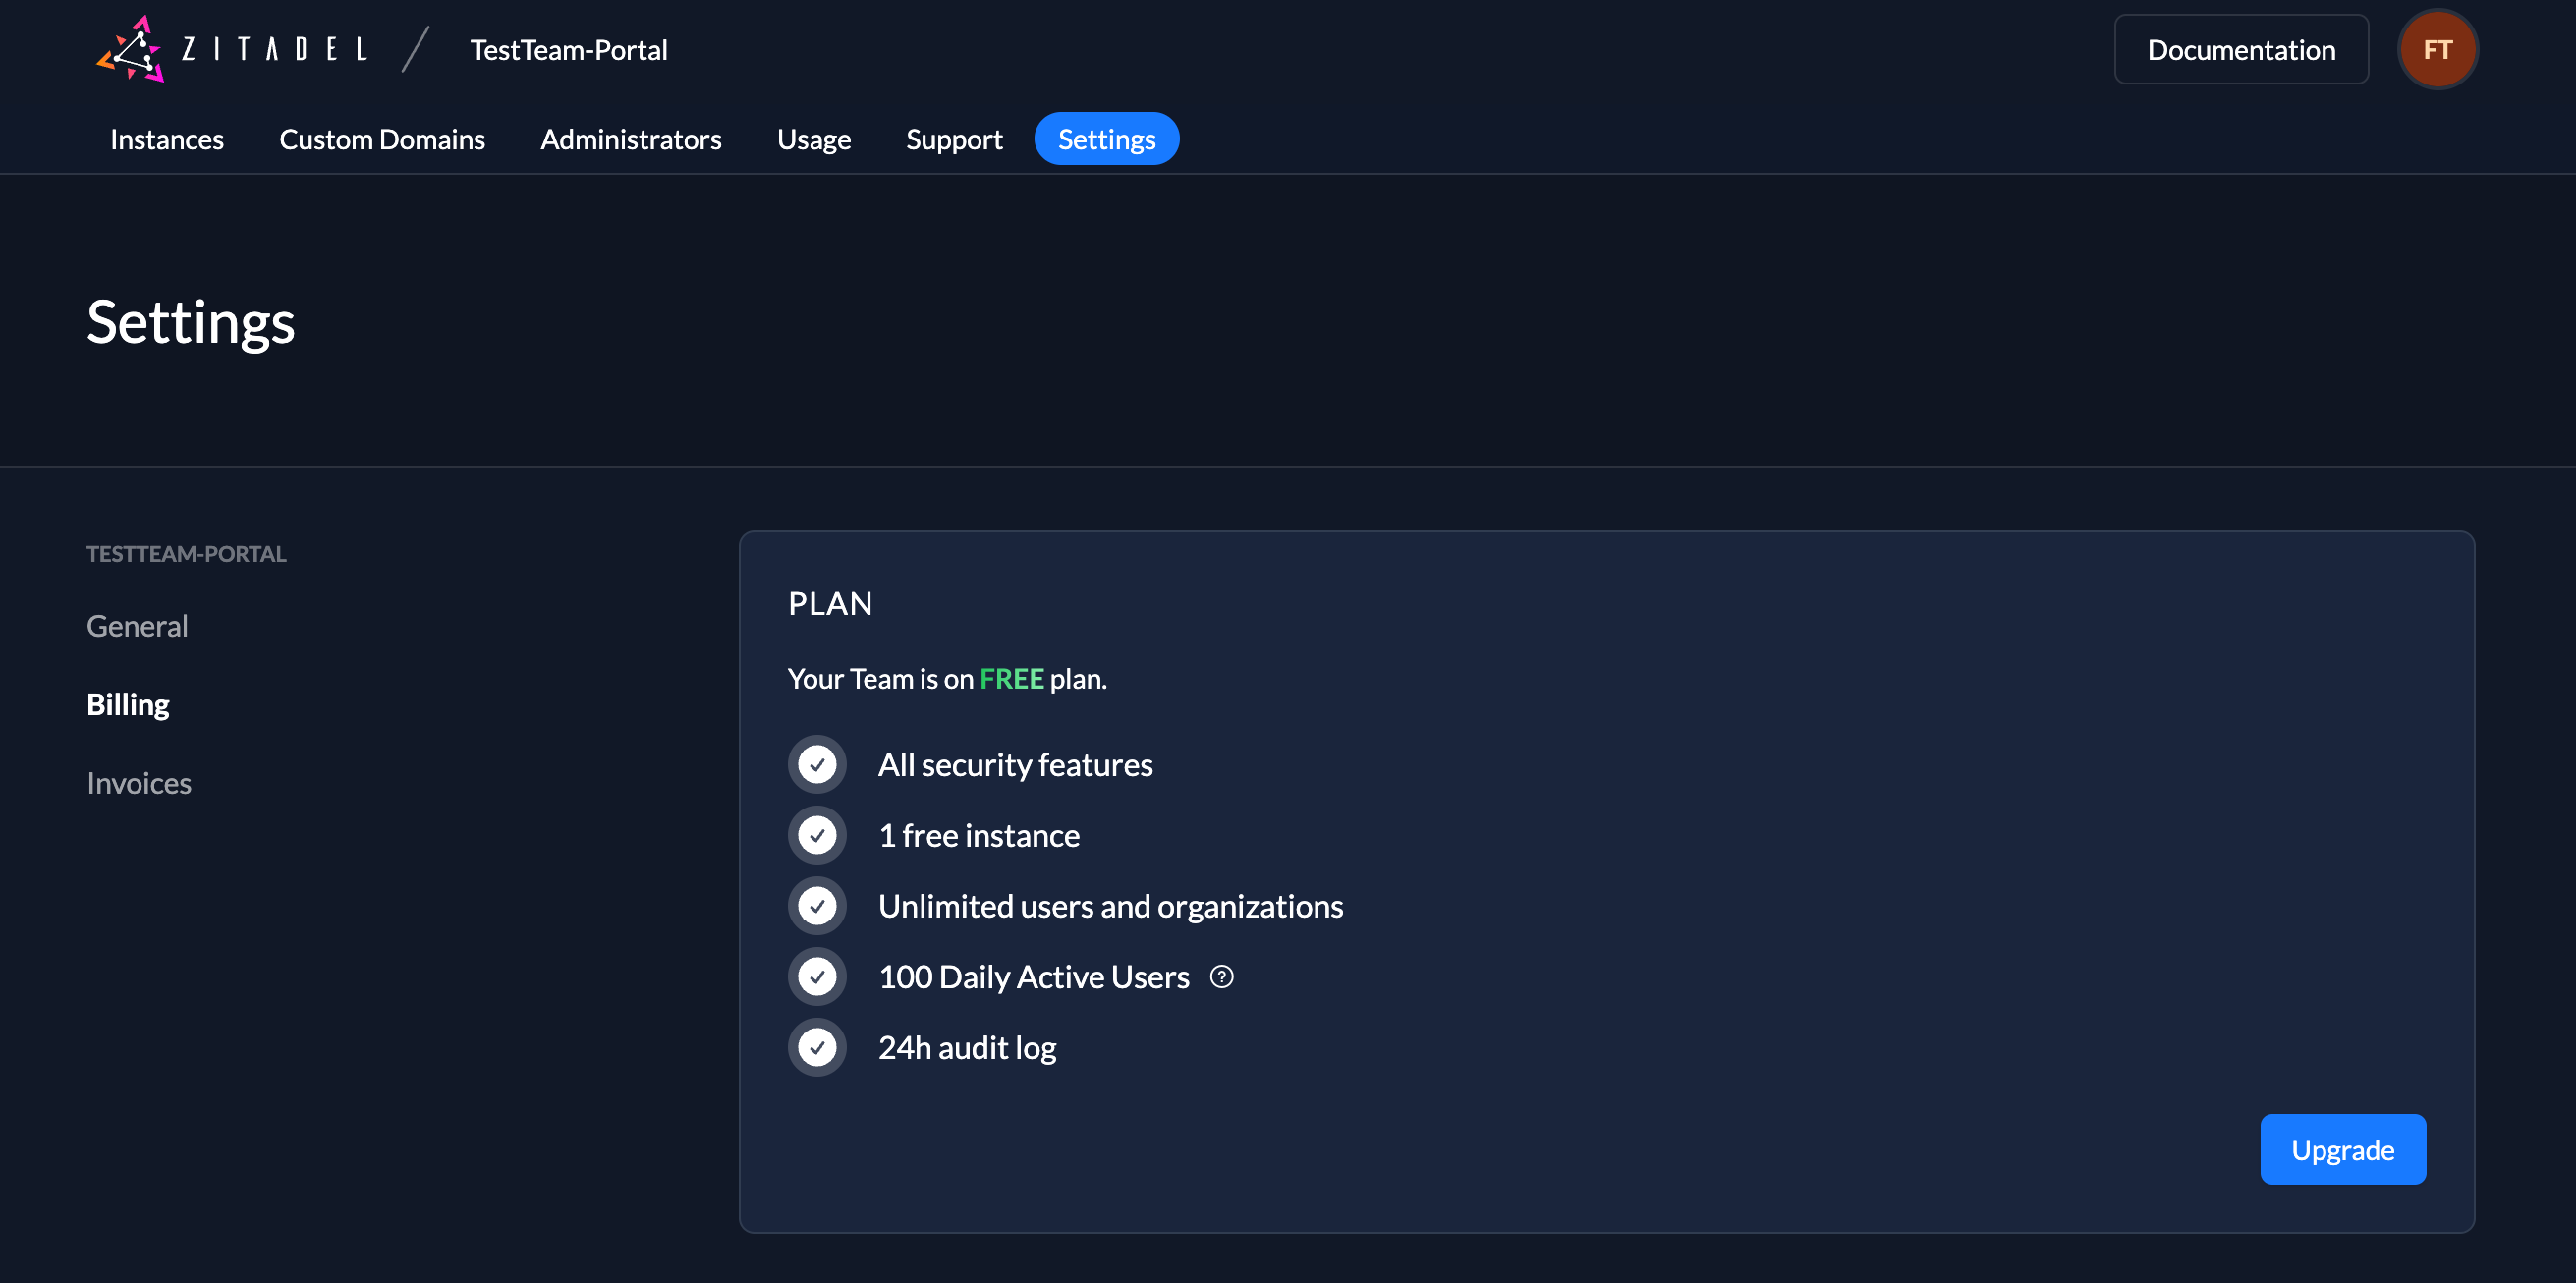 ZITADEL / TestTeam-Portal Documentation FT
Instances Custom Domains Administrators Usage Support Settings
Settings
TESTTEAM-PORTAL
General
Billing
Invoices
PLAN
Your Team is on FREE plan.
All security features
1 free instance
Unlimited users and organizations
100 Daily Active Users ?
24h audit log
Upgrade